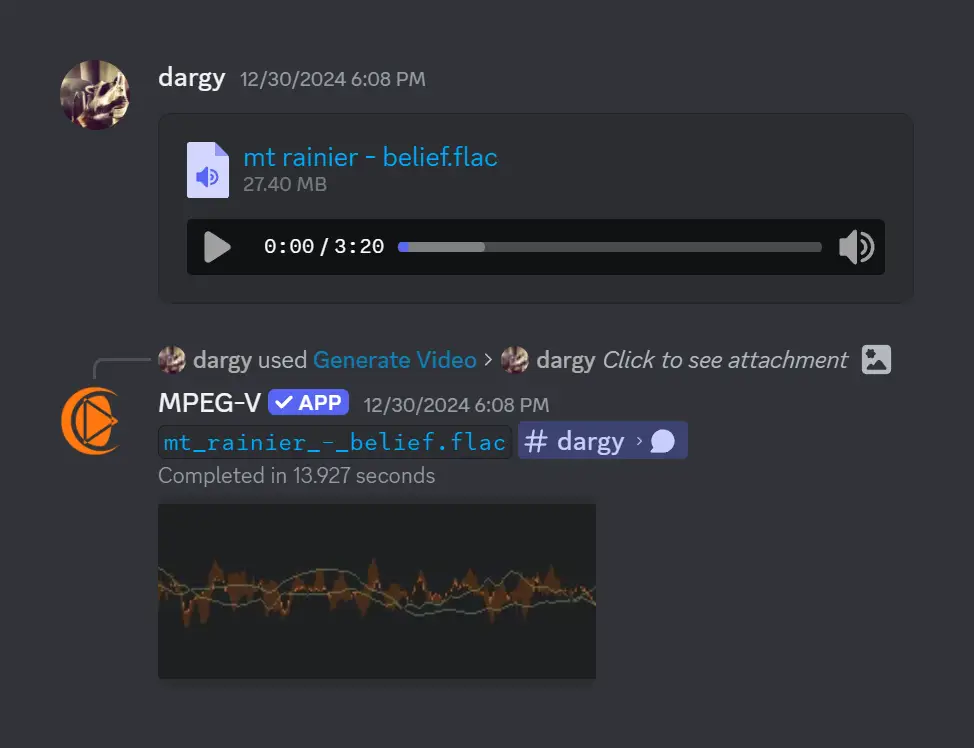 dargy 12/30/2024 6:08 PM
mt rainier - belief.flac
27.40 MB
0:00 / 3:20
dargy used Generate Video › dargy Click to see attachment
MPEG-V ✓ APP 12/30/2024 6:08 PM
mt_rainier_-_belief.flac # dargy ›
Completed in 13.927 seconds